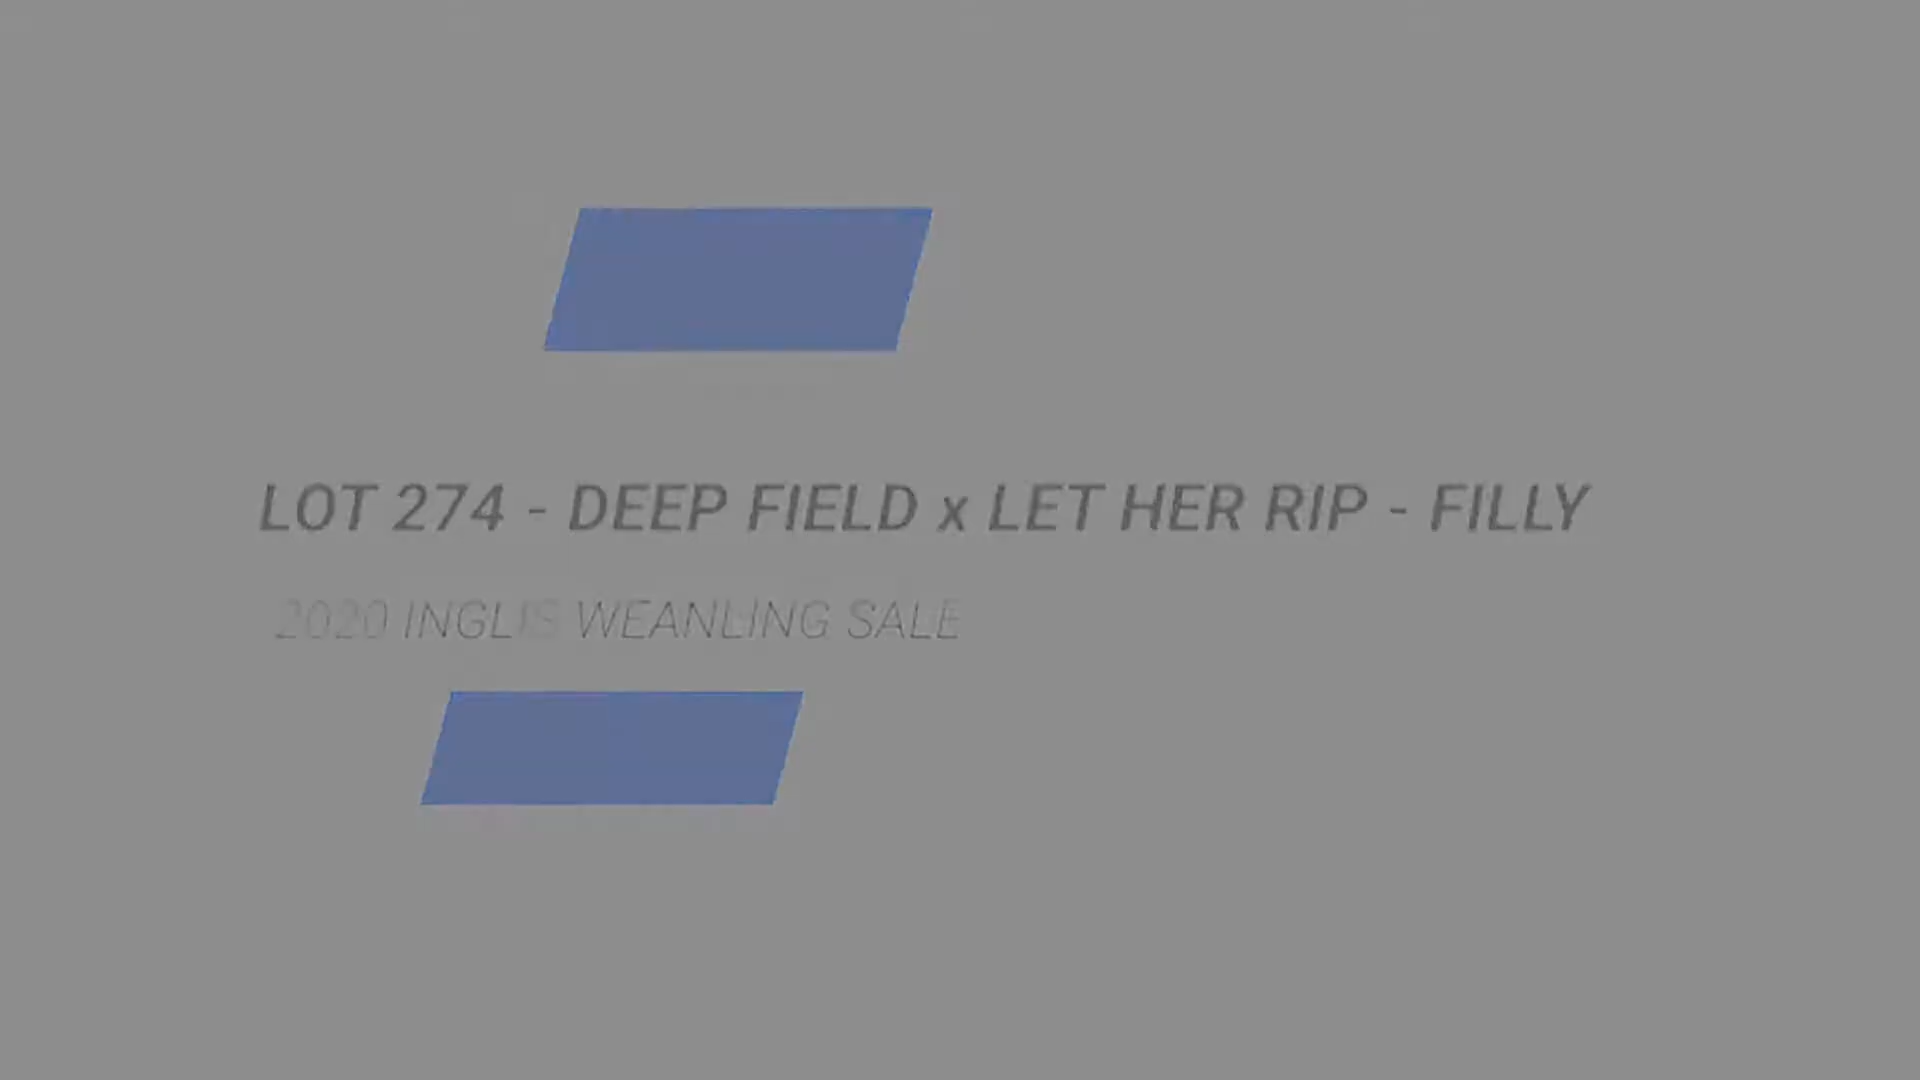 LOT 274 - DEEP FIELD x LET HER RIP - FILLY
2020 INGLIS WEANLING SALE